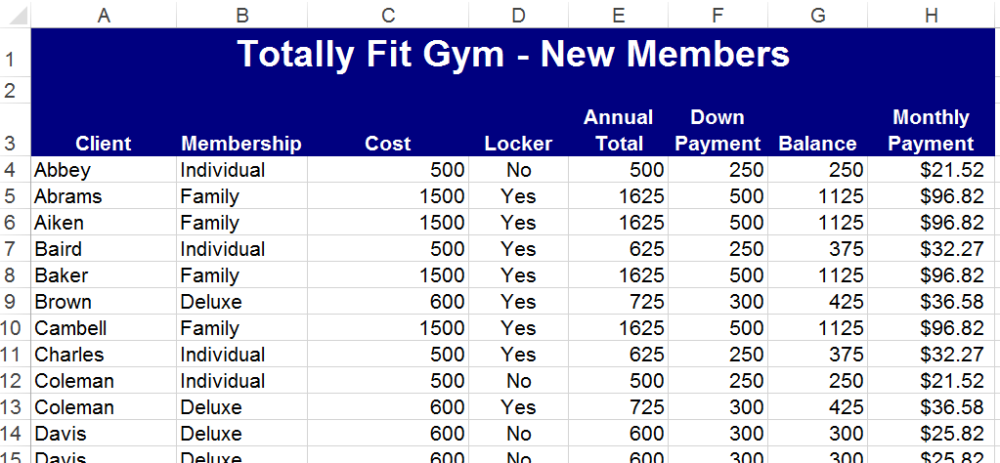 A B C D E F G H
1 Totally Fit Gym - New Members
2
Annual Down Monthly
3 Client Membership Cost Locker Total Payment Balance Payment
4 Abbey Individual 500 No 500 250 250 $21.52
5 Abrams Family 1500 Yes 1625 500 1125 $96.82
6 Aiken Family 1500 Yes 1625 500 1125 $96.82
7 Baird Individual 500 Yes 625 250 375 $32.27
8 Baker Family 1500 Yes 1625 500 1125 $96.82
9 Brown Deluxe 600 Yes 725 300 425 $36.58
10 Cambell Family 1500 Yes 1625 500 1125 $96.82
11 Charles Individual 500 Yes 625 250 375 $32.27
12 Coleman Individual 500 No 500 250 250 $21.52
13 Coleman Deluxe 600 Yes 725 300 425 $36.58
14 Davis Deluxe 600 No 600 300 300 $25.82
15 Davis Deluxe 600 No 600 300 300 $25.82